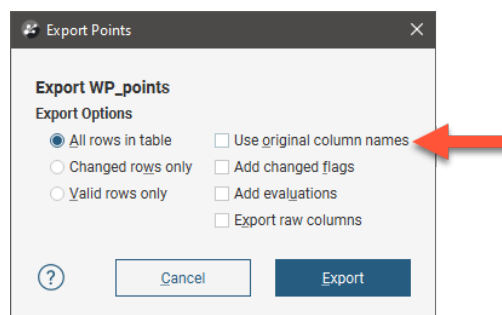 Export Points
Export WP_points
Export Options
All rows in table
Use original column names
Changed rows only
Add changed flags
Valid rows only
Add evaluations
Export raw columns
?
Cancel
Export